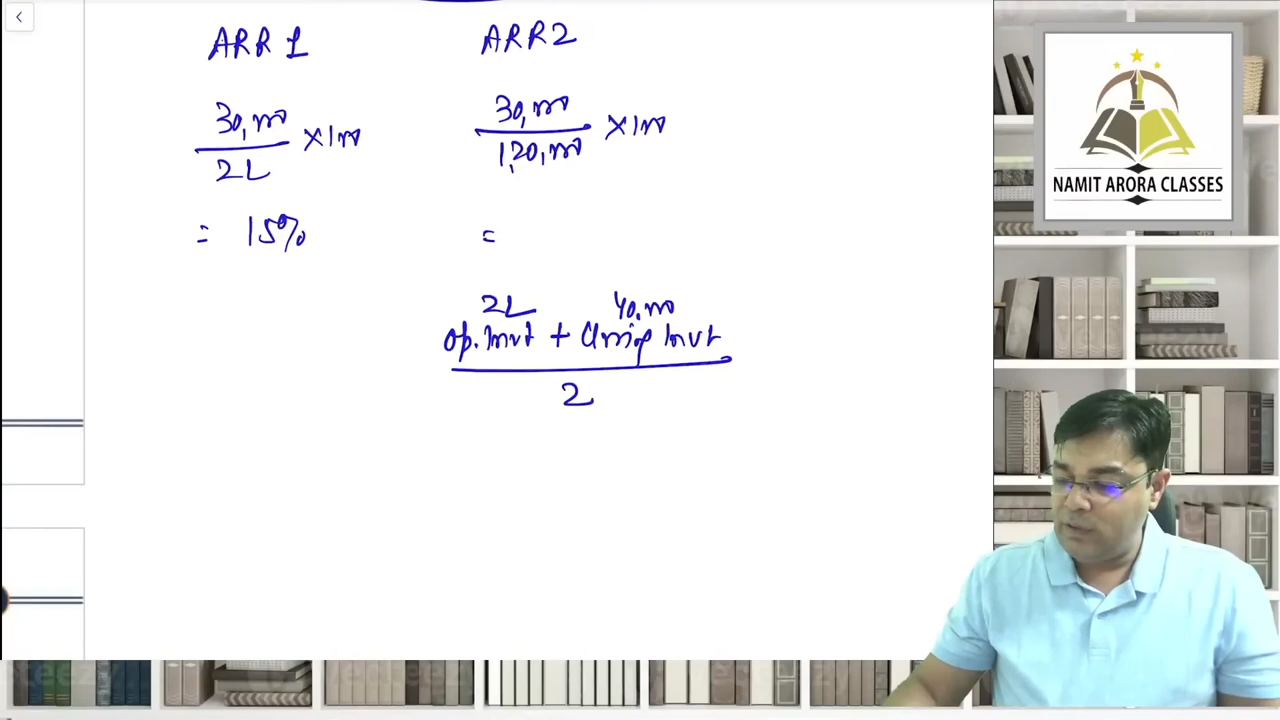 ARR 1 ARR 2
30,000 / 2L ×100 30,000 / 1,20,000 ×100
= 15% =
2L 40,000
op. Invt + Closing Invt
2
NAMIT ARORA CLASSES